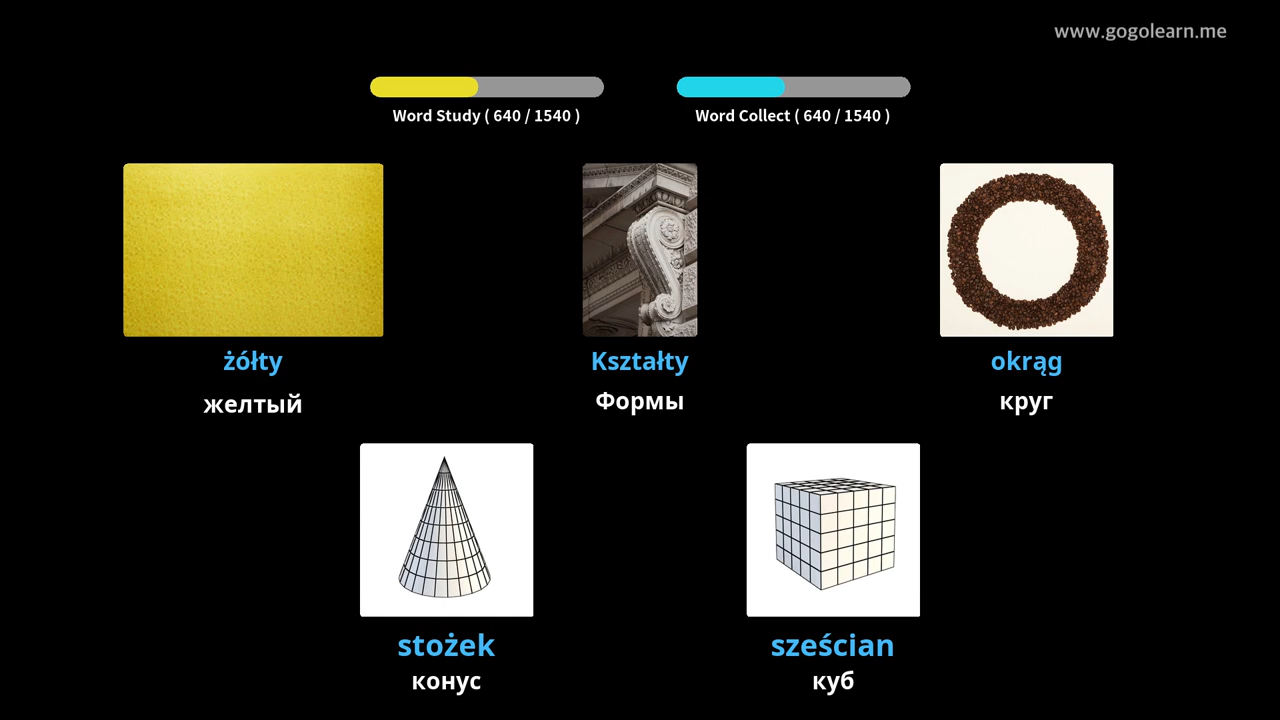 www.gogolearn.me
Word Study ( 640 / 1540 )
Word Collect ( 640 / 1540 )
żółty
Kształty
okrąg
желтый
Формы
круг
stożek
sześcian
конус
куб